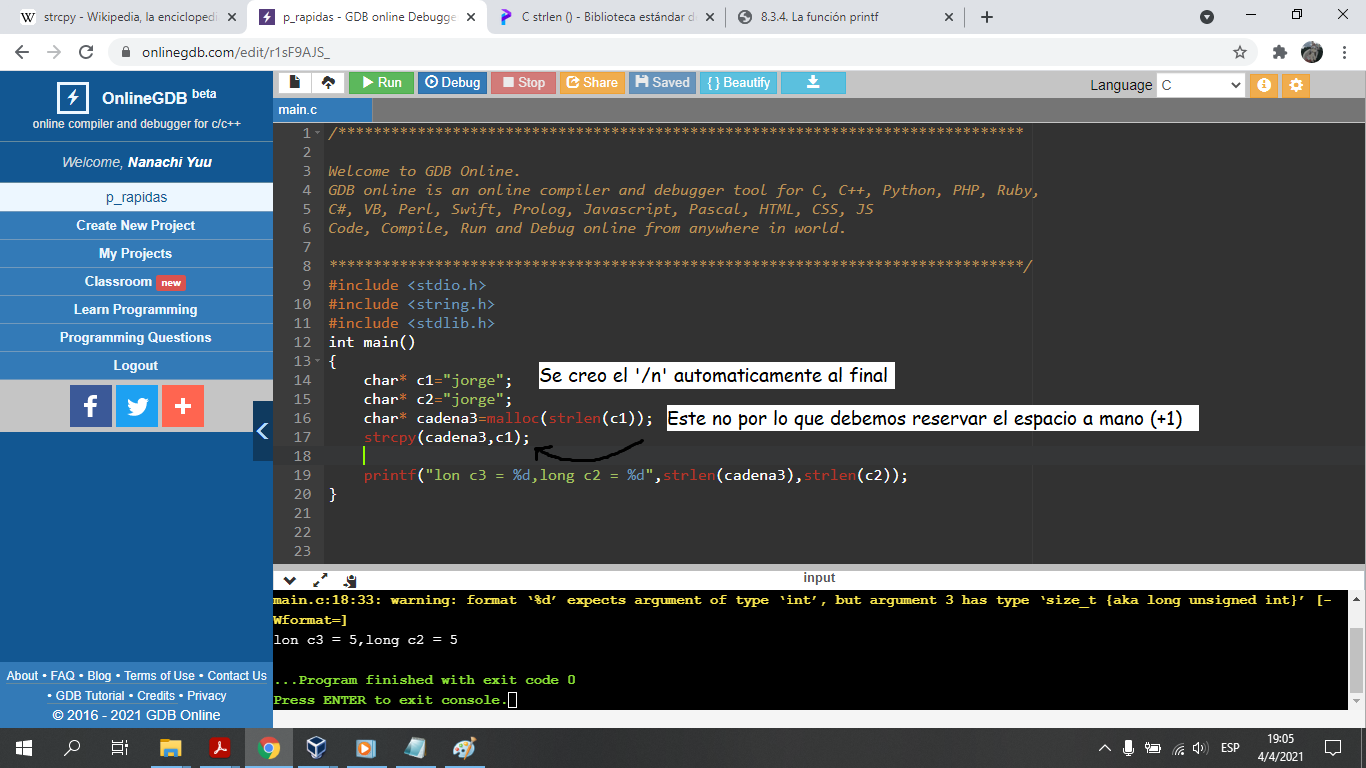 strcpy - Wikipedia, la enciclopedi
p_rapidas - GDB online Debugge
C strlen () - Biblioteca estándar d
8.3.4. La función printf
onlinegdb.com/edit/r1sF9AJS_
OnlineGDB beta
online compiler and debugger for c/c++
Welcome, Nanachi Yuu
p_rapidas
Create New Project
My Projects
Classroom new
Learn Programming
Programming Questions
Logout
About • FAQ • Blog • Terms of Use • Contact Us
• GDB Tutorial • Credits • Privacy
© 2016 - 2021 GDB Online
Run Debug Stop Share Saved { } Beautify
Language C
main.c
1 /******************************************************************************
2
3 Welcome to GDB Online.
4 GDB online is an online compiler and debugger tool for C, C++, Python, PHP, Ruby,
5 C#, VB, Perl, Swift, Prolog, Javascript, Pascal, HTML, CSS, JS
6 Code, Compile, Run and Debug online from anywhere in world.
7
8 *******************************************************************************/
9 #include <stdio.h>
10 #include <string.h>
11 #include <stdlib.h>
12 int main()
13 {
14 char* c1="jorge"; Se creo el '/n' automaticamente al final
15 char* c2="jorge";
16 char* cadena3=malloc(strlen(c1)); Este no por lo que debemos reservar el espacio a mano (+1)
17 strcpy(cadena3,c1);
18
19 printf("lon c3 = %d,long c2 = %d",strlen(cadena3),strlen(c2));
20 }
21
22
23
input
main.c:18:33: warning: format ‘%d’ expects argument of type ‘int’, but argument 3 has type ‘size_t {aka long unsigned int}’ [-
Wformat=]
lon c3 = 5,long c2 = 5
...Program finished with exit code 0
Press ENTER to exit console.
ESP
19:05
4/4/2021